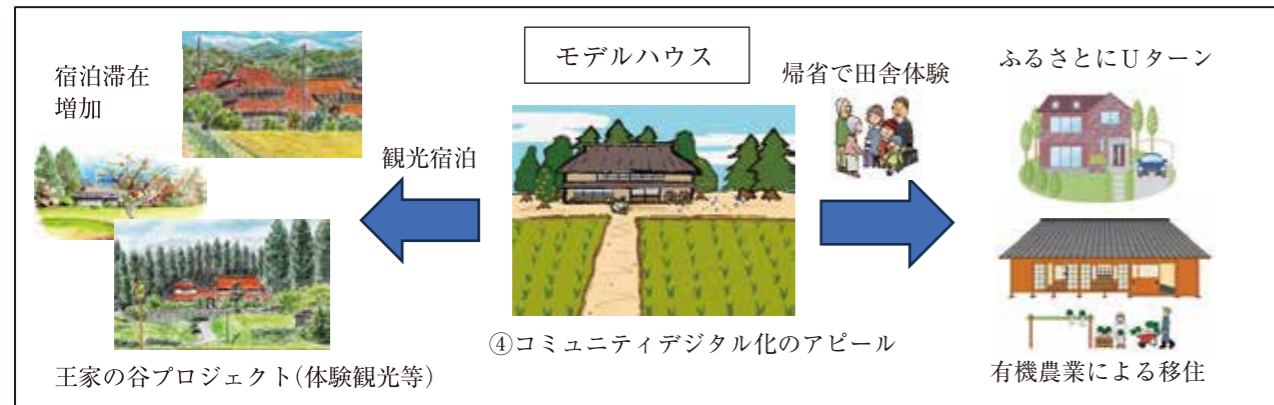 モデルハウス
宿泊滞在
増加
観光宿泊
帰省で田舎体験
ふるさとにUターン
④コミュニティデジタル化のアピール
王家の谷プロジェクト(体験観光等)
有機農業による移住